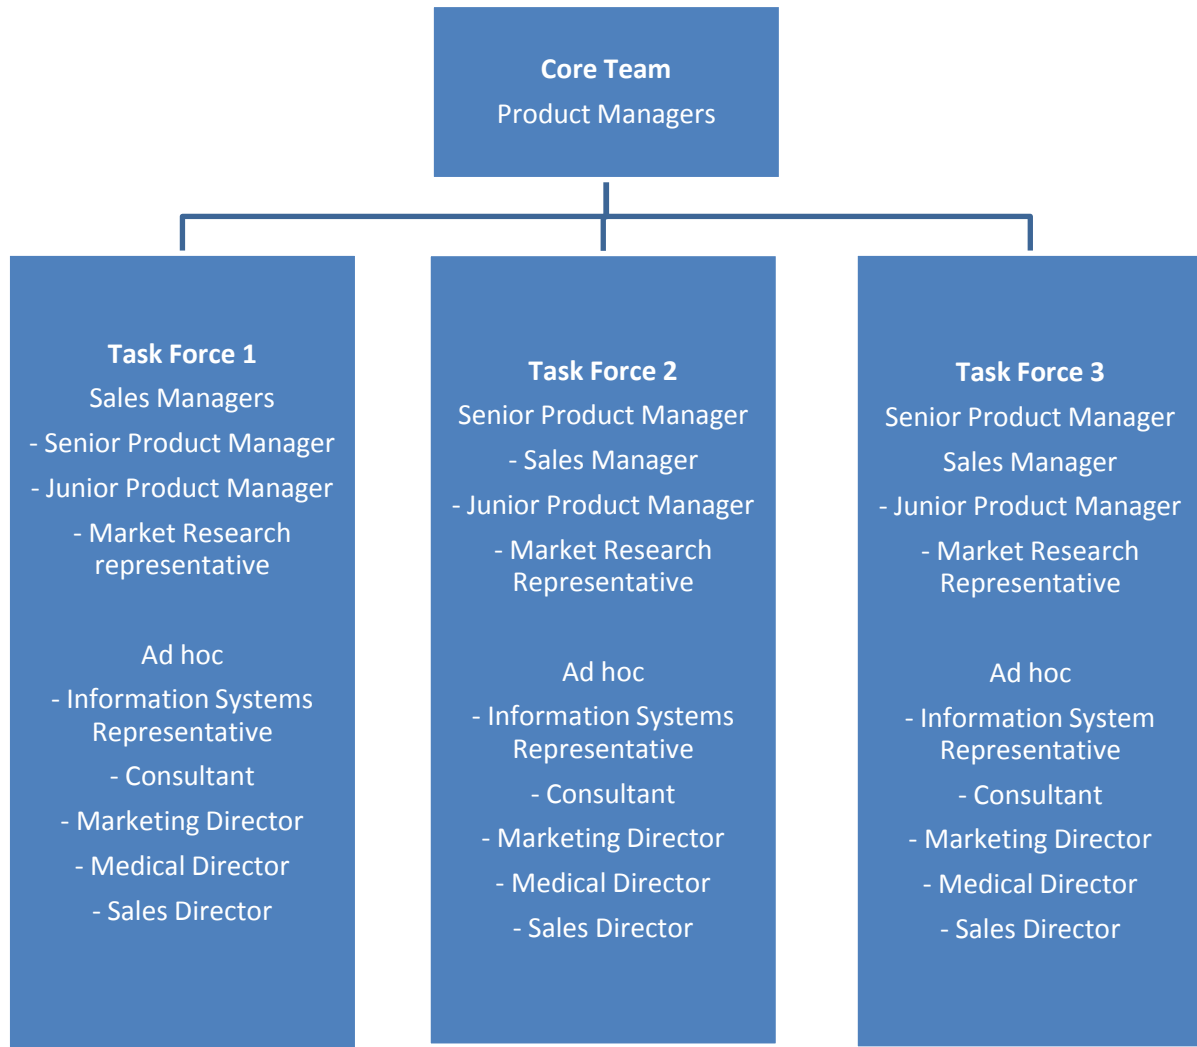 Core Team
Product Managers
Task Force 1
Sales Managers
- Senior Product Manager
- Junior Product Manager
- Market Research
representative
Ad hoc
- Information Systems
Representative
- Consultant
- Marketing Director
- Medical Director
- Sales Director
Task Force 2
Senior Product Manager
- Sales Manager
- Junior Product Manager
- Market Research
Representative
Ad hoc
- Information Systems
Representative
- Consultant
- Marketing Director
- Medical Director
- Sales Director
Task Force 3
Senior Product Manager
Sales Manager
- Junior Product Manager
- Market Research
Representative
Ad hoc
- Information System
Representative
- Consultant
- Marketing Director
- Medical Director
- Sales Director